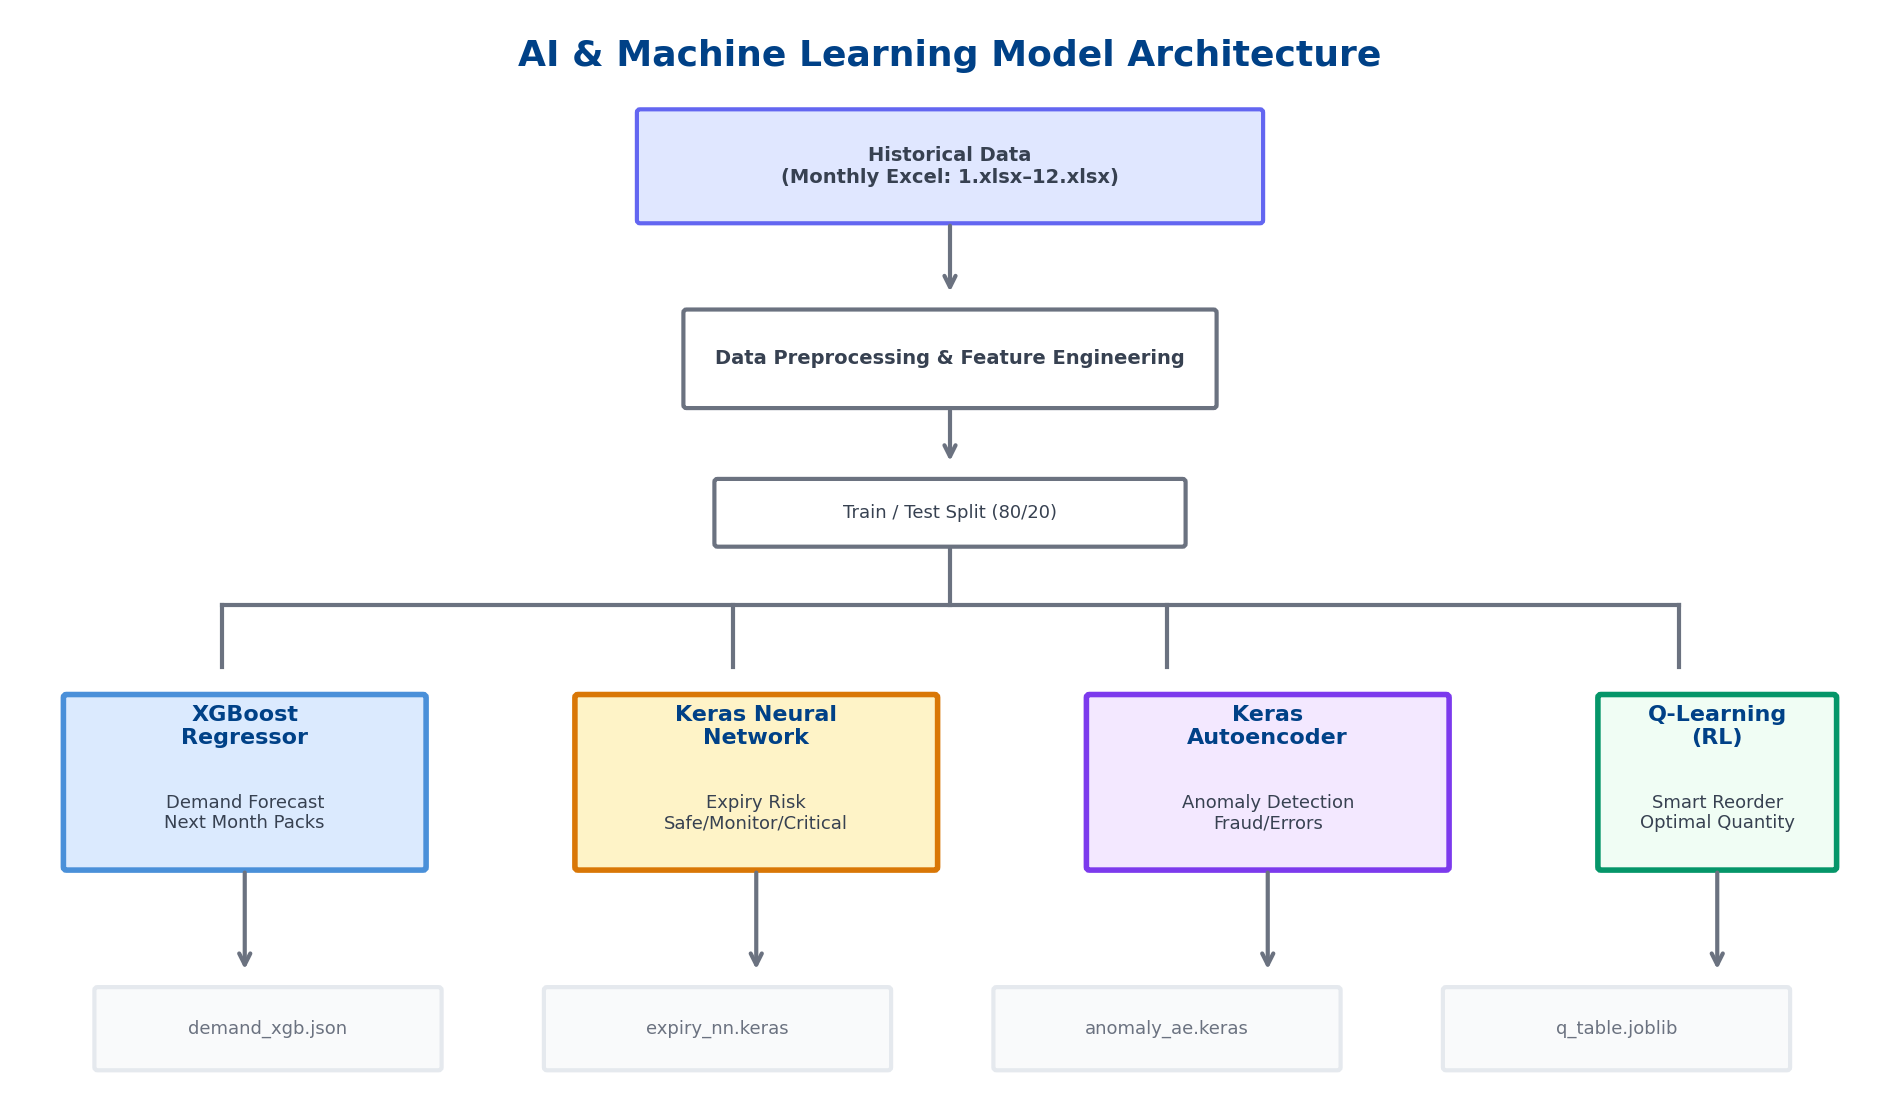 AI & Machine Learning Model Architecture
Historical Data
(Monthly Excel: 1.xlsx–12.xlsx)
Data Preprocessing & Feature Engineering
Train / Test Split (80/20)
XGBoost
Regressor
Demand Forecast
Next Month Packs
Keras Neural
Network
Expiry Risk
Safe/Monitor/Critical
Keras
Autoencoder
Anomaly Detection
Fraud/Errors
Q-Learning
(RL)
Smart Reorder
Optimal Quantity
demand_xgb.json
expiry_nn.keras
anomaly_ae.keras
q_table.joblib